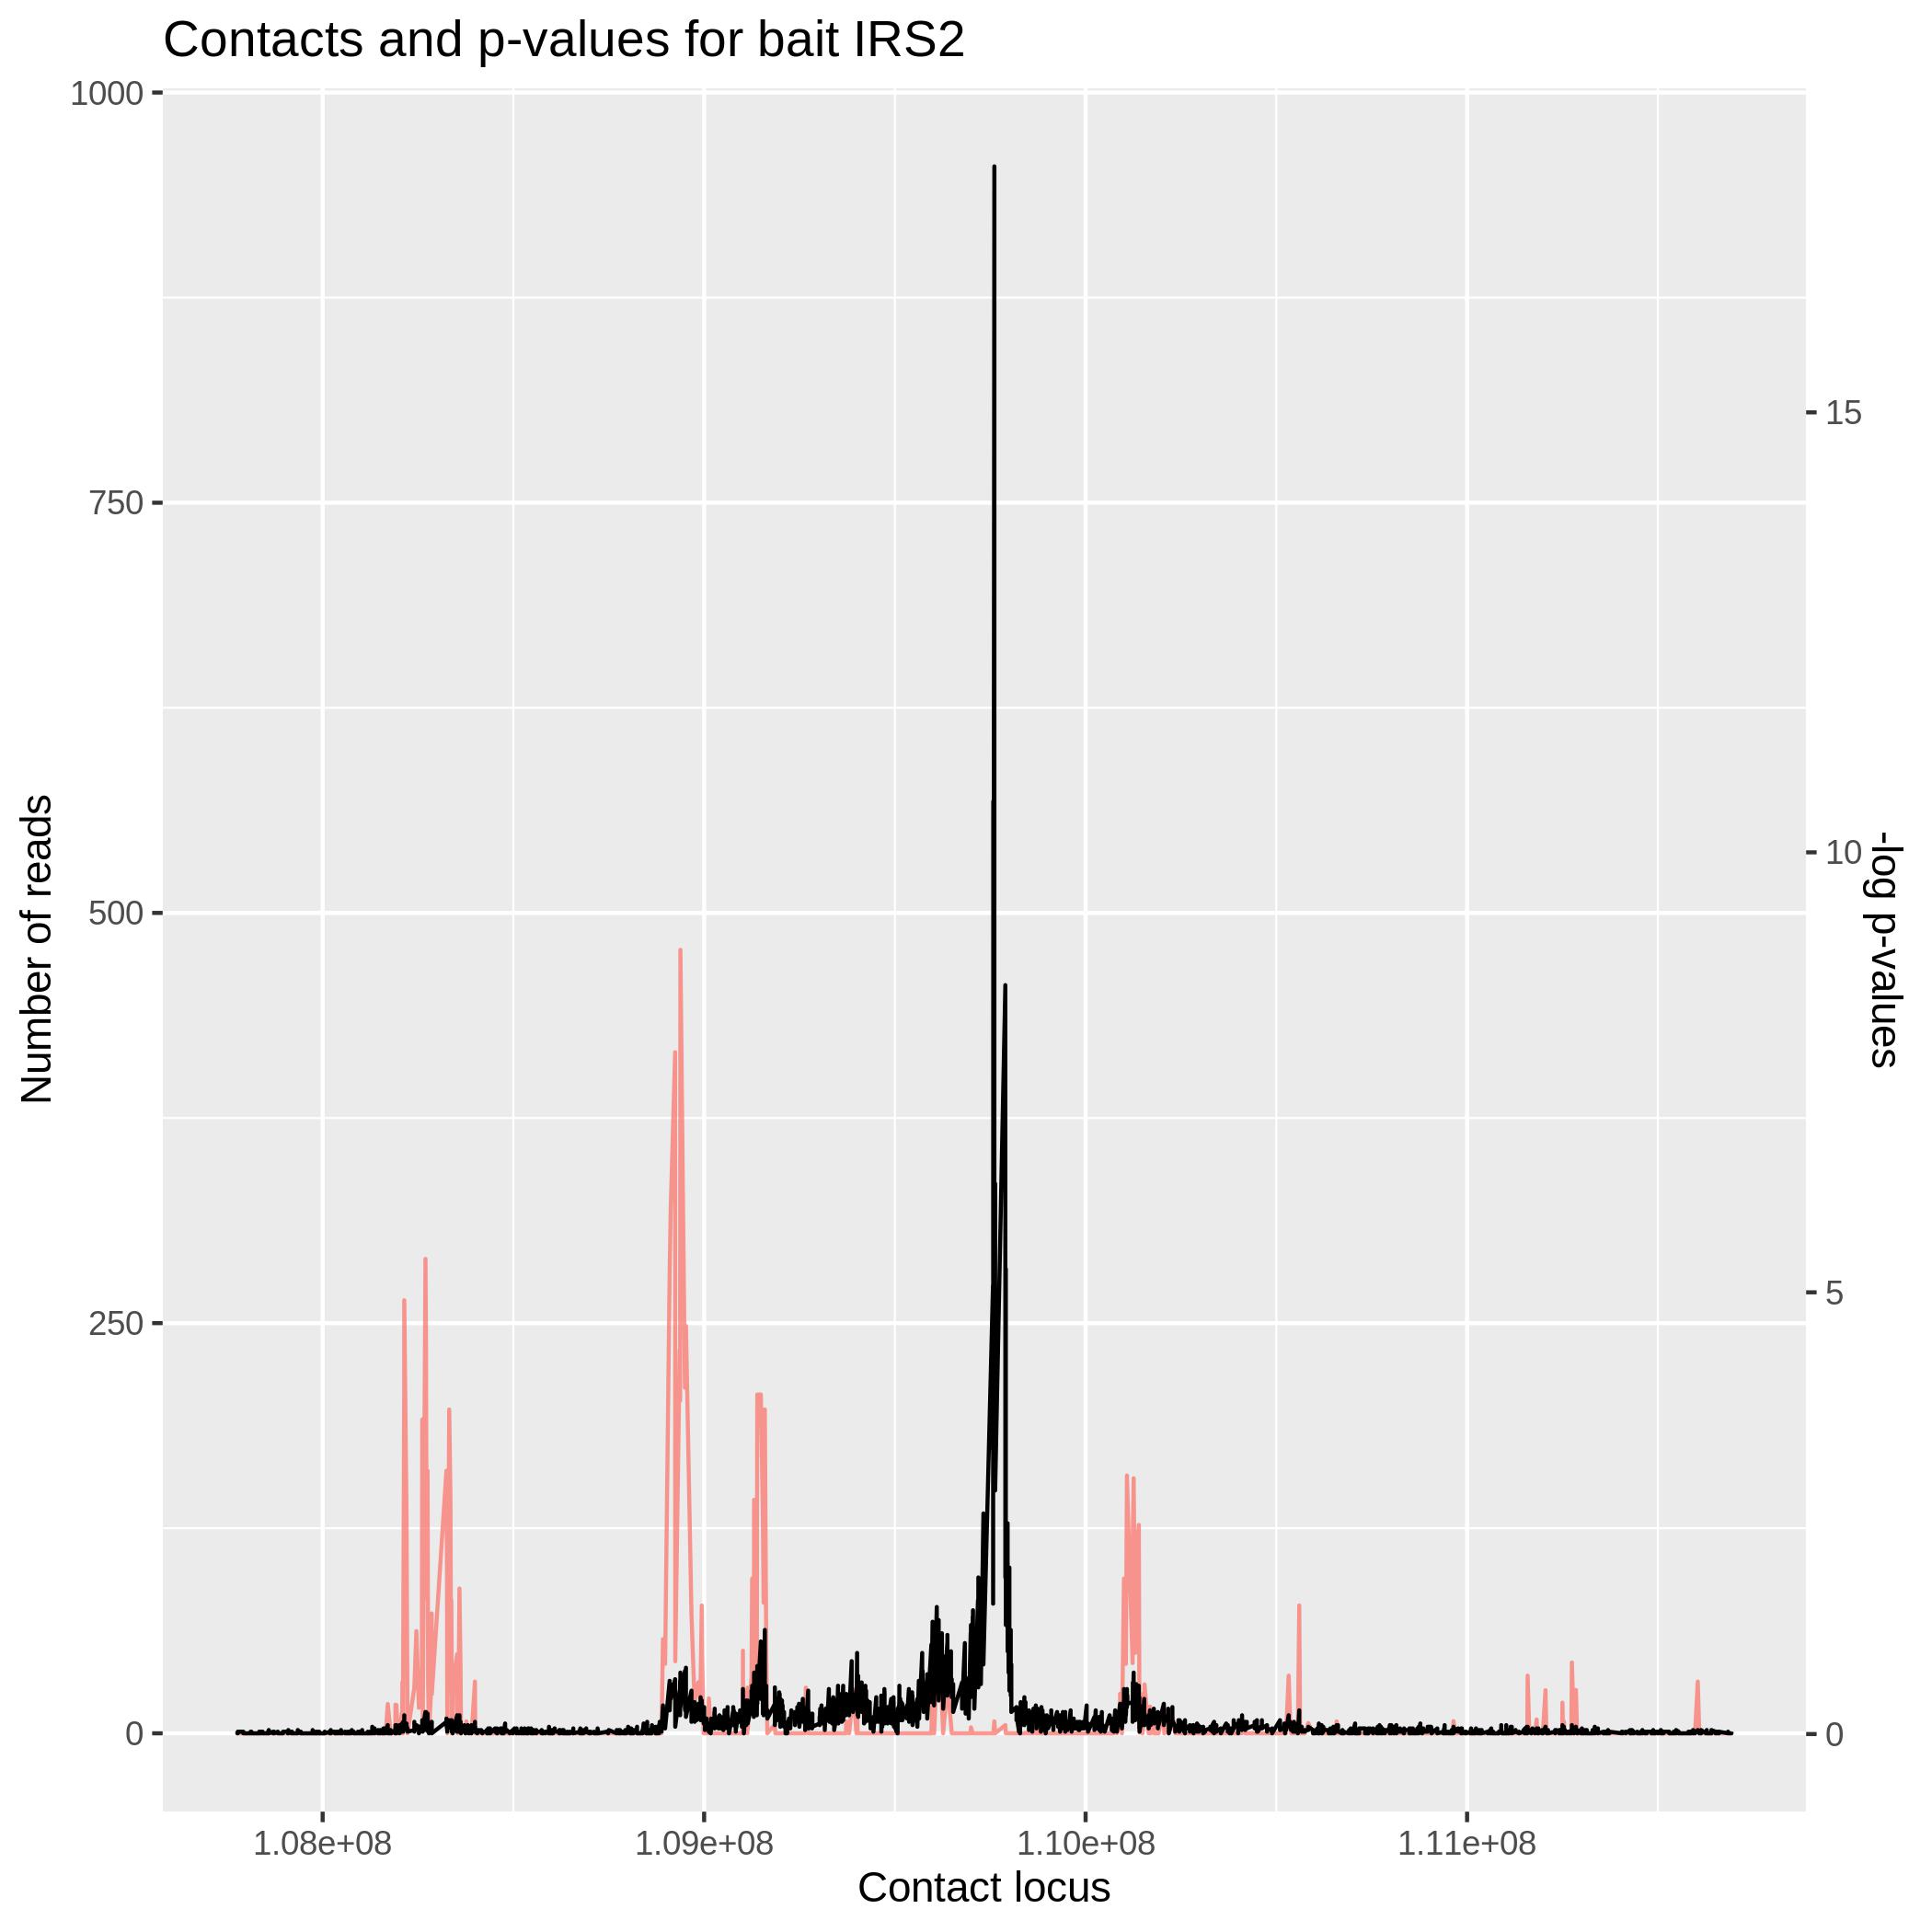 Contacts and p-values for bait IRS2
1000
750
500
250
0
Number of reads
15
10
5
0
-log p-values
1.08e+08
1.09e+08
1.10e+08
1.11e+08
Contact locus